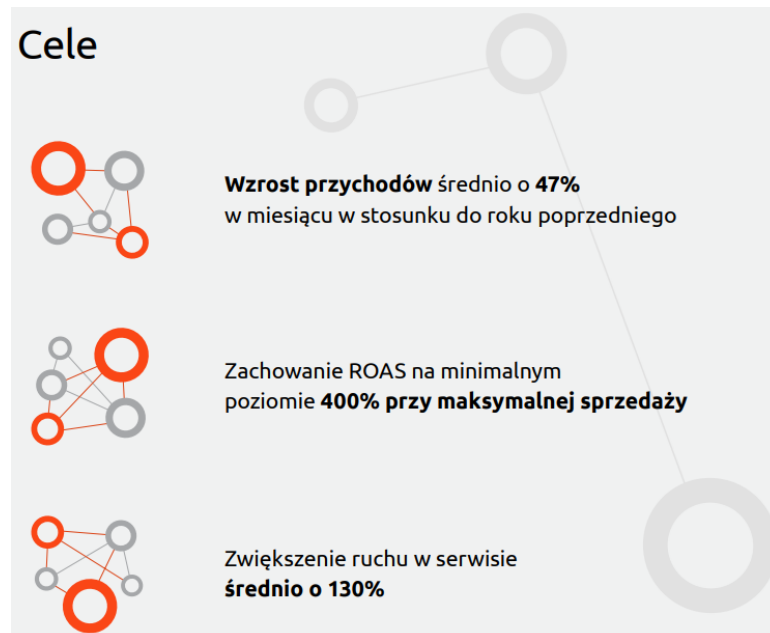 Cele
Wzrost przychodów średnio o 47%
w miesiącu w stosunku do roku poprzedniego
Zachowanie ROAS na minimalnym
poziomie 400% przy maksymalnej sprzedaży
Zwiększenie ruchu w serwisie
średnio o 130%